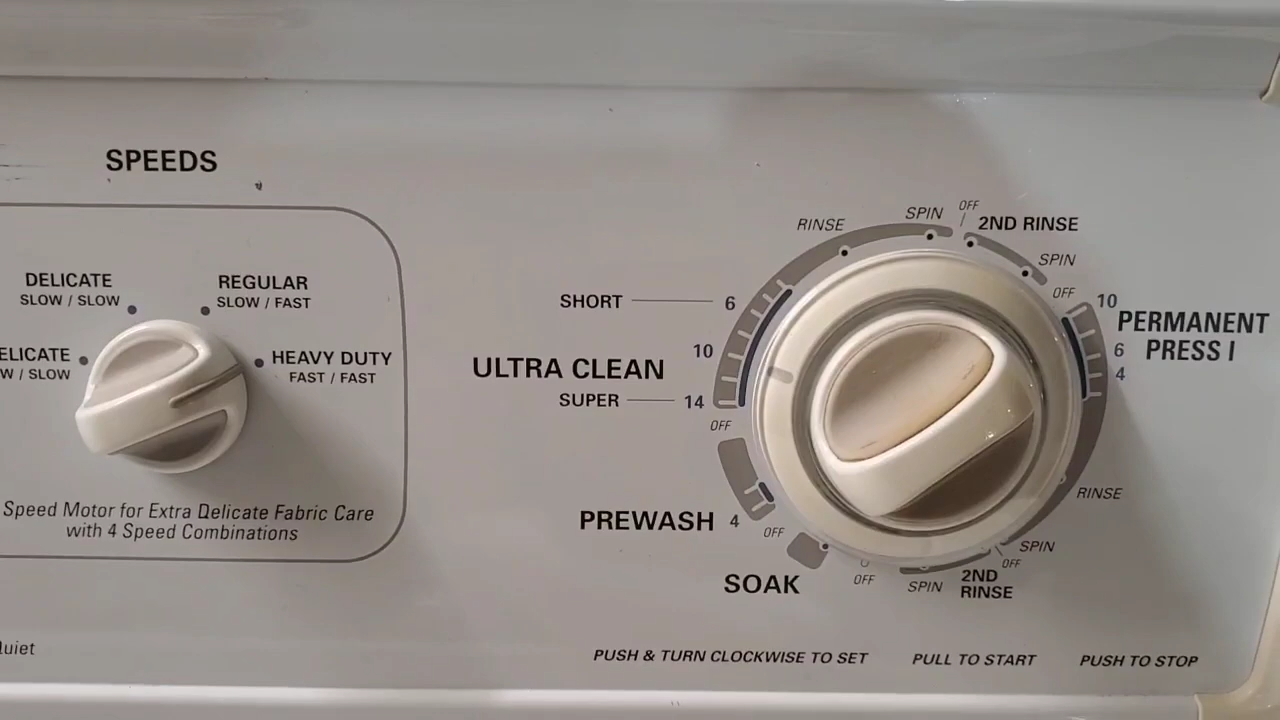 SPEEDS
DELICATE
SLOW / SLOW
REGULAR
SLOW / FAST
ELICATE
W / SLOW
HEAVY DUTY
FAST / FAST
Speed Motor for Extra Delicate Fabric Care
with 4 Speed Combinations
Quiet
RINSE
SPIN
OFF
2ND RINSE
SPIN
OFF
SHORT
6
10
ULTRA CLEAN
SUPER
14
OFF
PREWASH
4
OFF
SOAK
OFF
10
PERMANENT
PRESS I
6
4
RINSE
SPIN
OFF
2ND
RINSE
SPIN
PUSH & TURN CLOCKWISE TO SET
PULL TO START
PUSH TO STOP